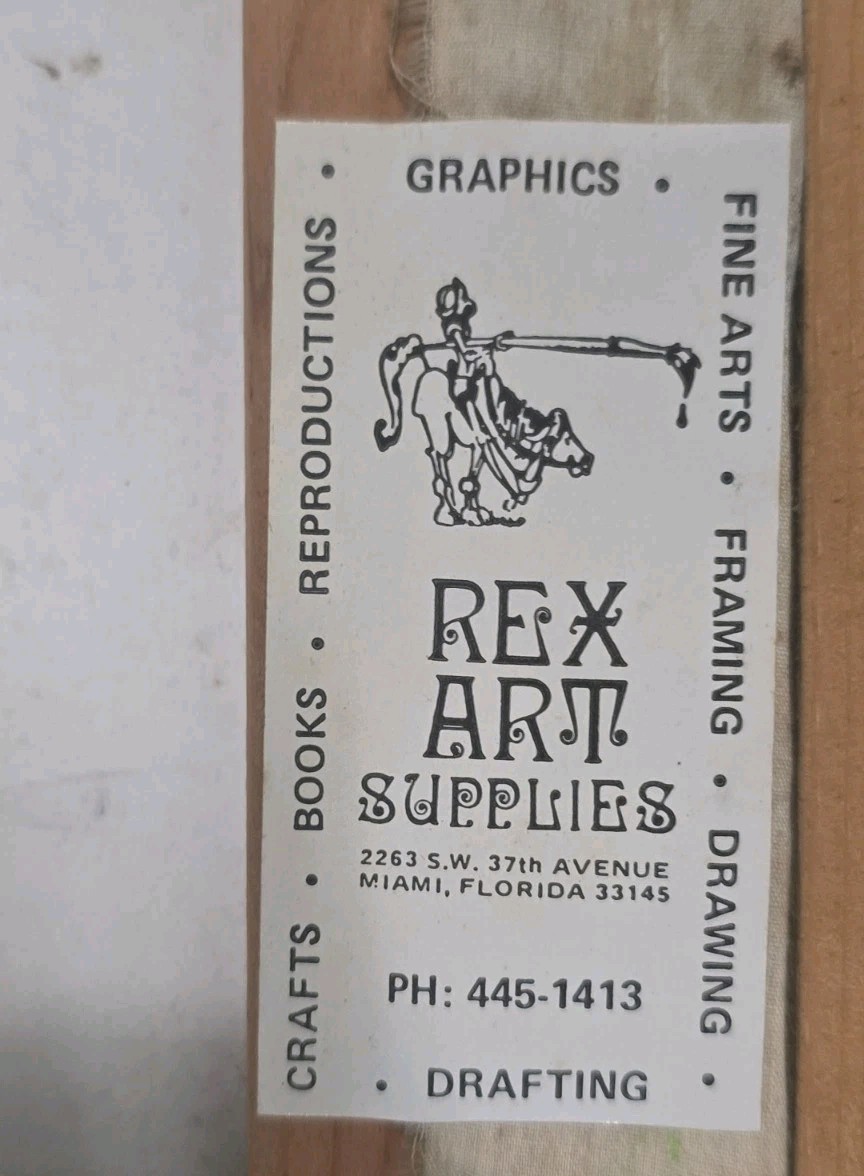 GRAPHICS •
FINE ARTS • FRAMING • DRAWING •
REX
ART
SUPPLIES
2263 S.W. 37th AVENUE
MIAMI, FLORIDA 33145
PH: 445-1413
• DRAFTING
CRAFTS • BOOKS • REPRODUCTIONS •